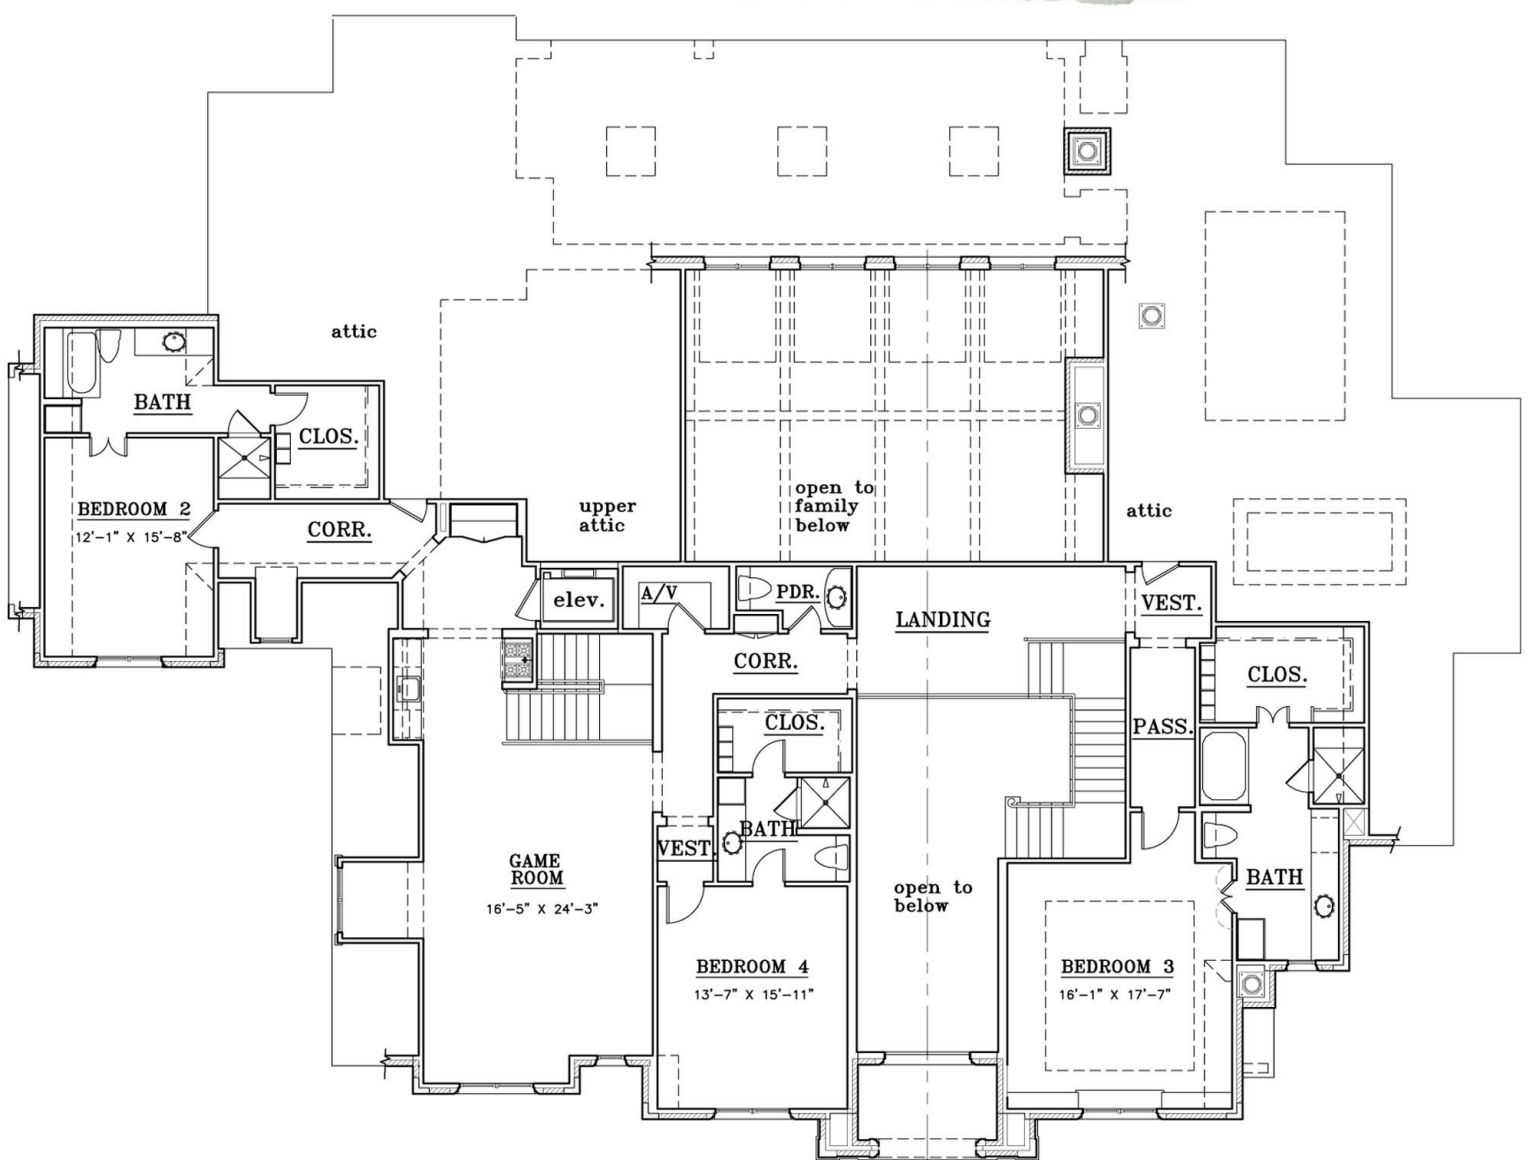 attic
BATH
CLOS.
BEDROOM 2
12'-1" X 15'-8"
CORR.
upper
attic
open to
family
below
attic
elev.
A/V
PDR.
LANDING
VEST.
CORR.
CLOS.
CLOS.
PASS.
BATH
VEST.
GAME
ROOM
16'-5" X 24'-3"
open to
below
BATH
BEDROOM 4
13'-7" X 15'-11"
BEDROOM 3
16'-1" X 17'-7"